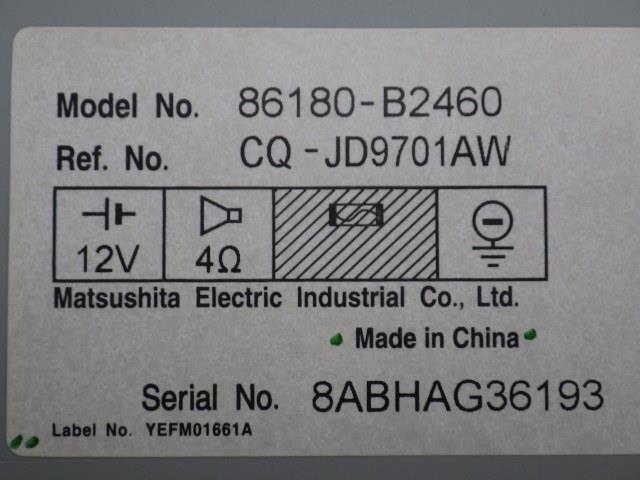 Model No. 86180-B2460
Ref. No. CQ-JD9701AW
12V 4Ω
Matsushita Electric Industrial Co., Ltd.
Made in China
Serial No. 8ABHAG36193
Label No. YEFM01661A